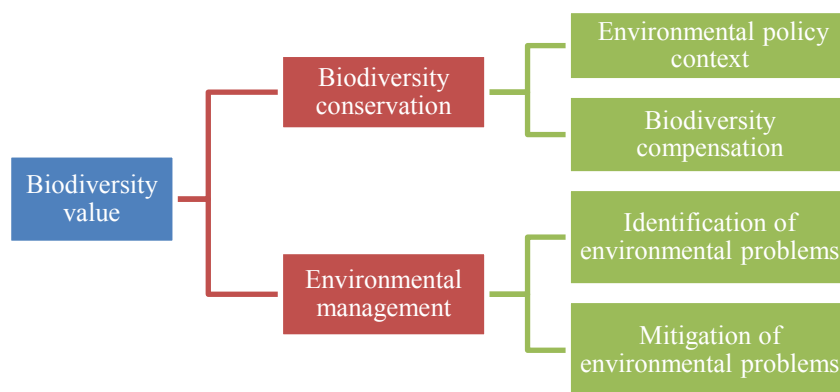 Biodiversity
value
Biodiversity
conservation
Environmental
management
Environmental policy
context
Biodiversity
compensation
Identification of
environmental problems
Mitigation of
environmental problems